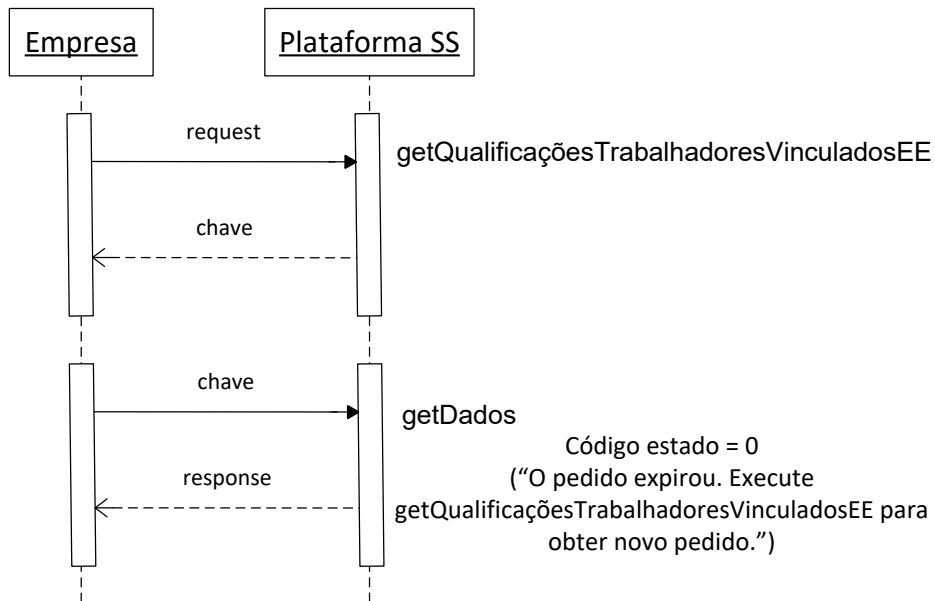 Empresa
Plataforma SS
request
getQualificaçõesTrabalhadoresVinculadosEE
chave
chave
getDados
Código estado = 0
(“O pedido expirou. Execute
response
getQualificaçõesTrabalhadoresVinculadosEE para
obter novo pedido.”)